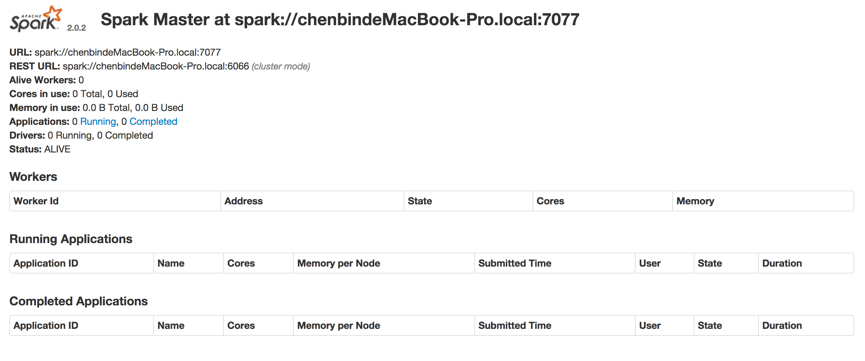 APACHE
Spark 2.0.2 Spark Master at spark://chenbindeMacBook-Pro.local:7077
URL: spark://chenbindeMacBook-Pro.local:7077
REST URL: spark://chenbindeMacBook-Pro.local:6066 (cluster mode)
Alive Workers: 0
Cores in use: 0 Total, 0 Used
Memory in use: 0.0 B Total, 0.0 B Used
Applications: 0 Running, 0 Completed
Drivers: 0 Running, 0 Completed
Status: ALIVE
Workers
Worker Id Address State Cores Memory
Running Applications
Application ID Name Cores Memory per Node Submitted Time User State Duration
Completed Applications
Application ID Name Cores Memory per Node Submitted Time User State Duration